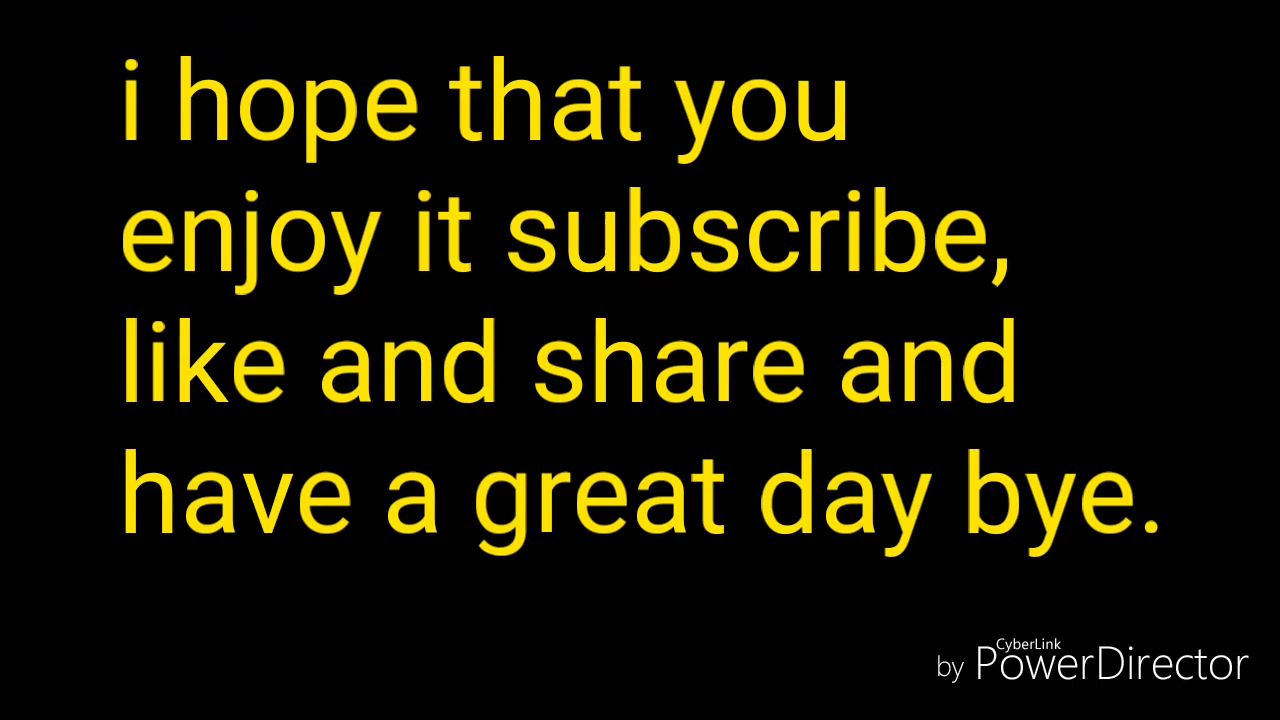 i hope that you
enjoy it subscribe,
like and share and
have a great day bye.
CyberLink
by PowerDirector